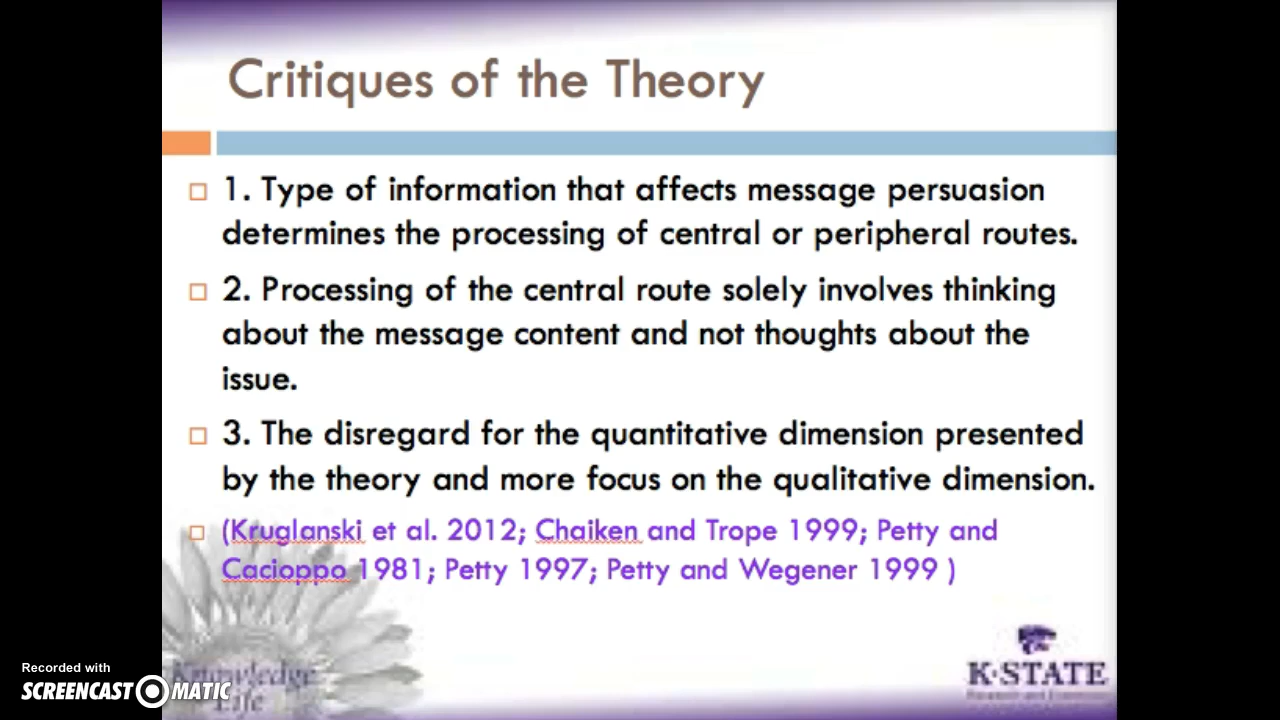 Critiques of the Theory
1. Type of information that affects message persuasion
determines the processing of central or peripheral routes.
2. Processing of the central route solely involves thinking
about the message content and not thoughts about the
issue.
3. The disregard for the quantitative dimension presented
by the theory and more focus on the qualitative dimension.
(Kruglanski et al. 2012; Chaiken and Trope 1999; Petty and
Cacioppo 1981; Petty 1997; Petty and Wegener 1999 )
Recorded with
SCREENCAST MATIC
Knowledge
Life
K-STATE